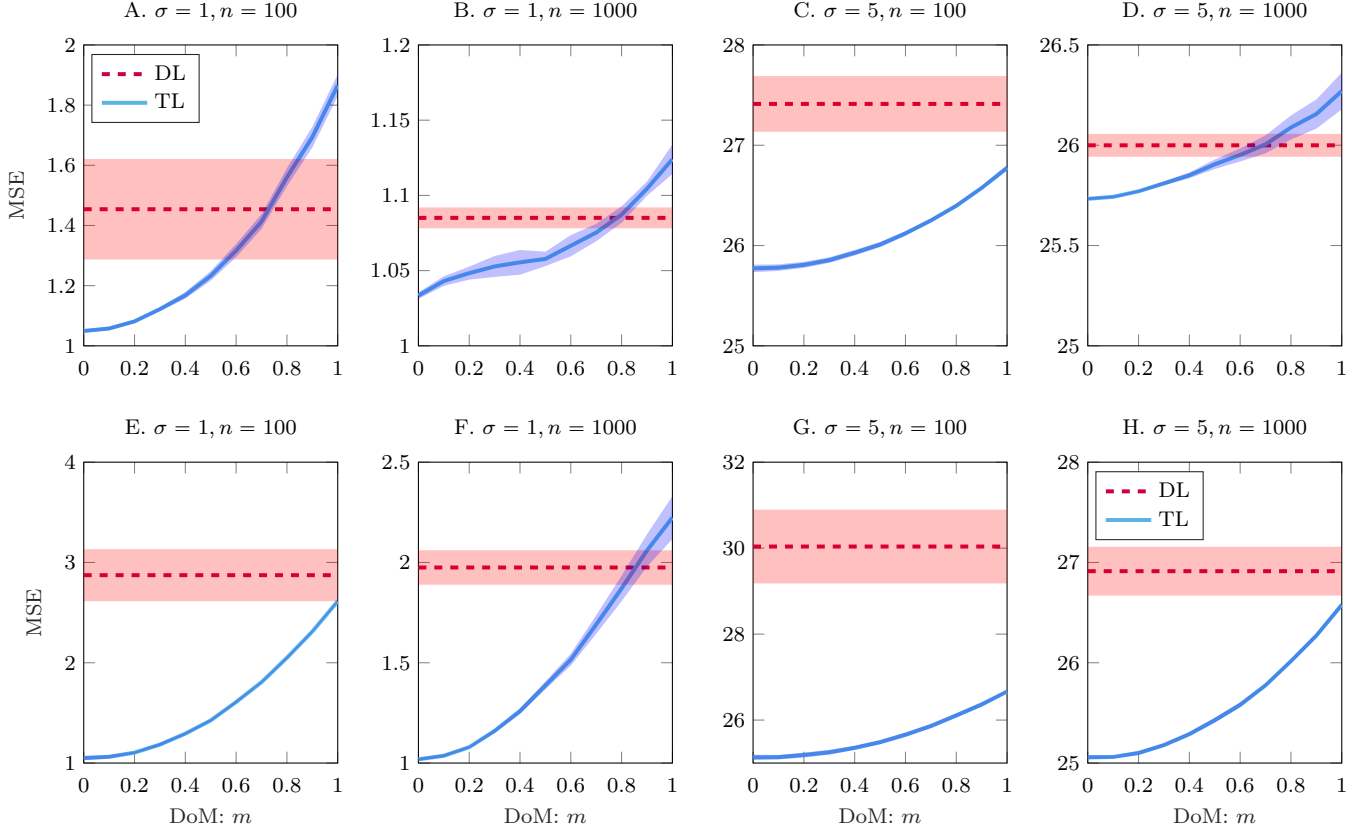 A. σ = 1, n = 100
B. σ = 1, n = 1000
C. σ = 5, n = 100
D. σ = 5, n = 1000
MSE
2
1.8
1.6
1.4
1.2
1
0 0.2 0.4 0.6 0.8 1
DL
TL
1.2
1.15
1.1
1.05
1
0 0.2 0.4 0.6 0.8 1
28
27
26
25
0 0.2 0.4 0.6 0.8 1
26.5
26
25.5
25
0 0.2 0.4 0.6 0.8 1
E. σ = 1, n = 100
F. σ = 1, n = 1000
G. σ = 5, n = 100
H. σ = 5, n = 1000
MSE
4
3
2
1
0 0.2 0.4 0.6 0.8 1
DoM: m
2.5
2
1.5
1
0 0.2 0.4 0.6 0.8 1
DoM: m
32
30
28
26
0 0.2 0.4 0.6 0.8 1
DoM: m
28
27
26
25
0 0.2 0.4 0.6 0.8 1
DoM: m
DL
TL